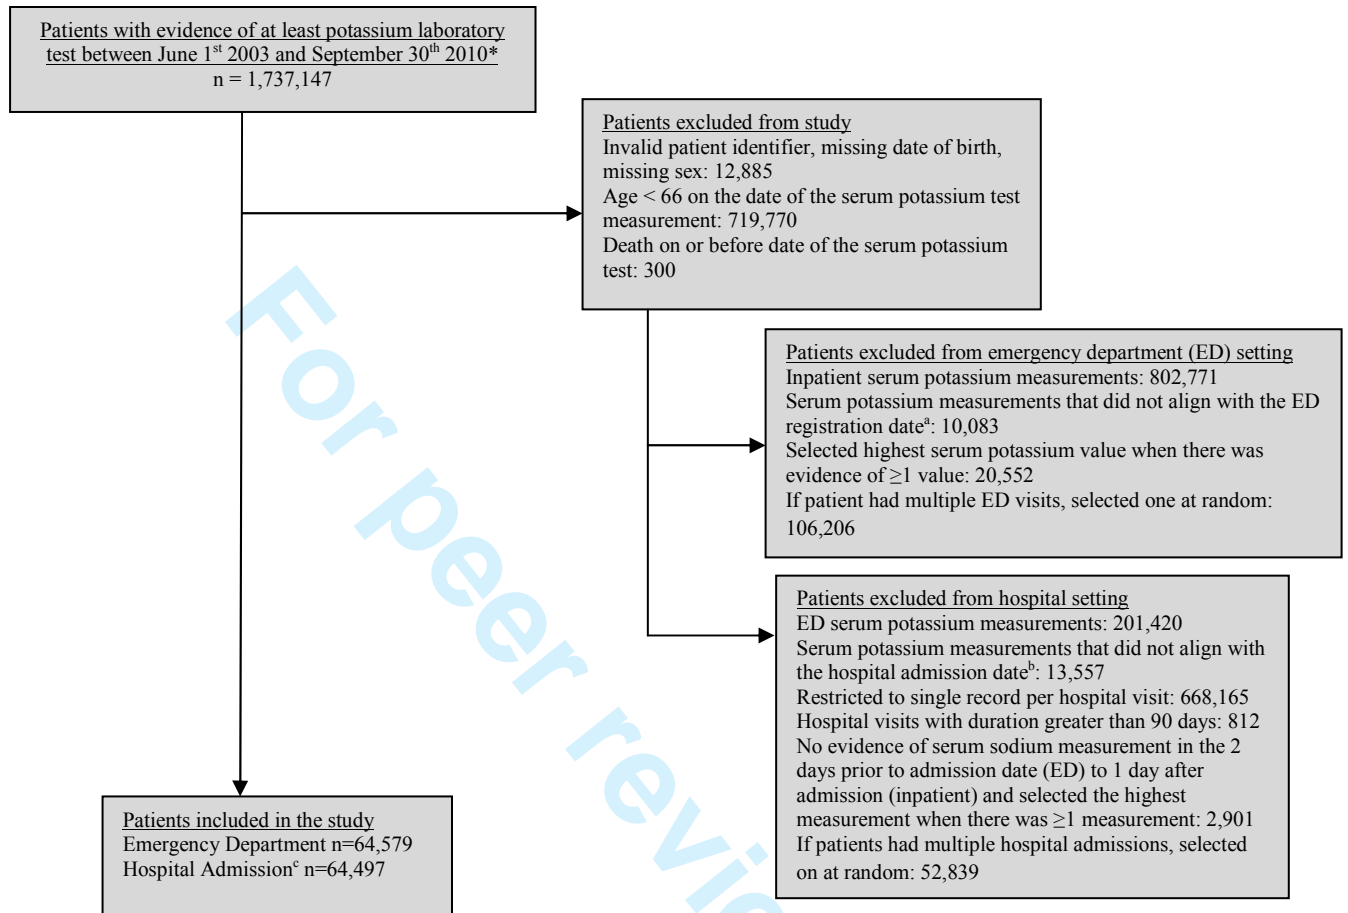 Patients with evidence of at least potassium laboratory
test between June 1st 2003 and September 30th 2010*
n = 1,737,147
Patients excluded from study
Invalid patient identifier, missing date of birth,
missing sex: 12,885
Age < 66 on the date of the serum potassium test
measurement: 719,770
Death on or before date of the serum potassium
test: 300
Patients excluded from emergency department (ED) setting
Inpatient serum potassium measurements: 802,771
Serum potassium measurements that did not align with the ED
registration dateª: 10,083
Selected highest serum potassium value when there was
evidence of ≥1 value: 20,552
If patient had multiple ED visits, selected one at random:
106,206
Patients excluded from hospital setting
ED serum potassium measurements: 201,420
Serum potassium measurements that did not align with
the hospital admission dateᵇ: 13,557
Restricted to single record per hospital visit: 668,165
Hospital visits with duration greater than 90 days: 812
No evidence of serum sodium measurement in the 2
days prior to admission date (ED) to 1 day after
admission (inpatient) and selected the highest
measurement when there was ≥1 measurement: 2,901
If patients had multiple hospital admissions, selected
on at random: 52,839
Patients included in the study
Emergency Department n=64,579
Hospital Admissionᶜ n=64,497
For peer revie